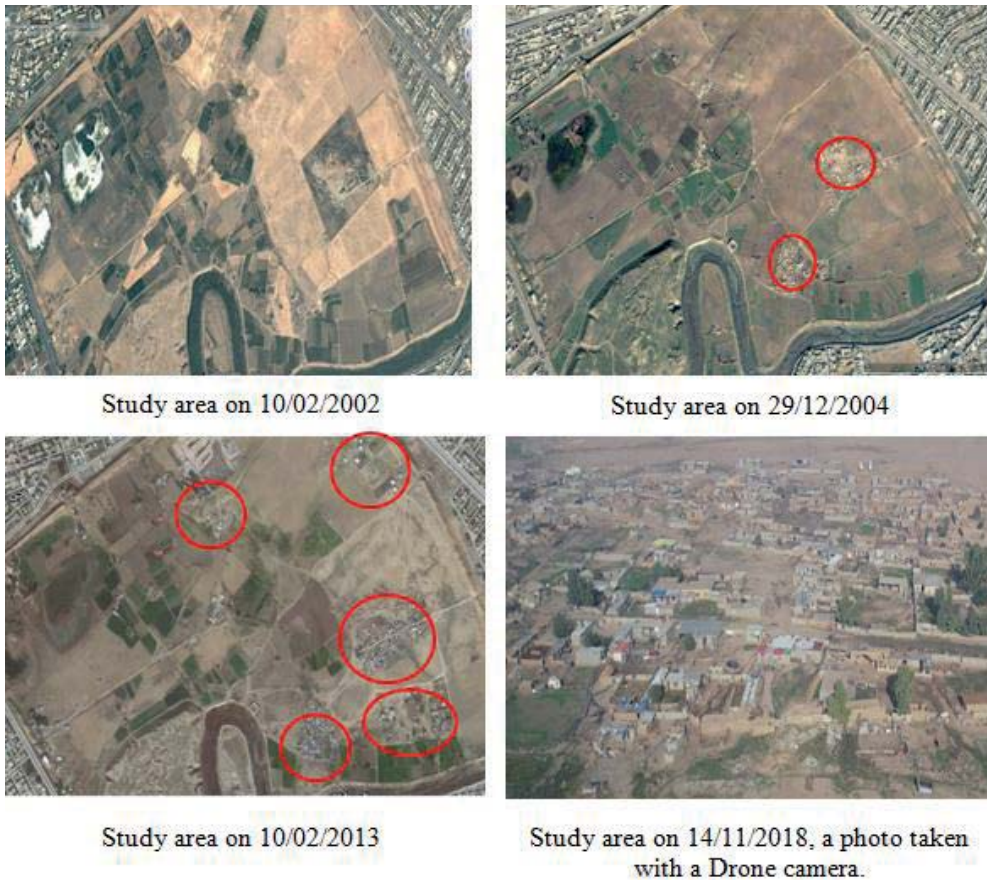 Study area on 10/02/2002
Study area on 29/12/2004
Study area on 10/02/2013
Study area on 14/11/2018, a photo taken
with a Drone camera.